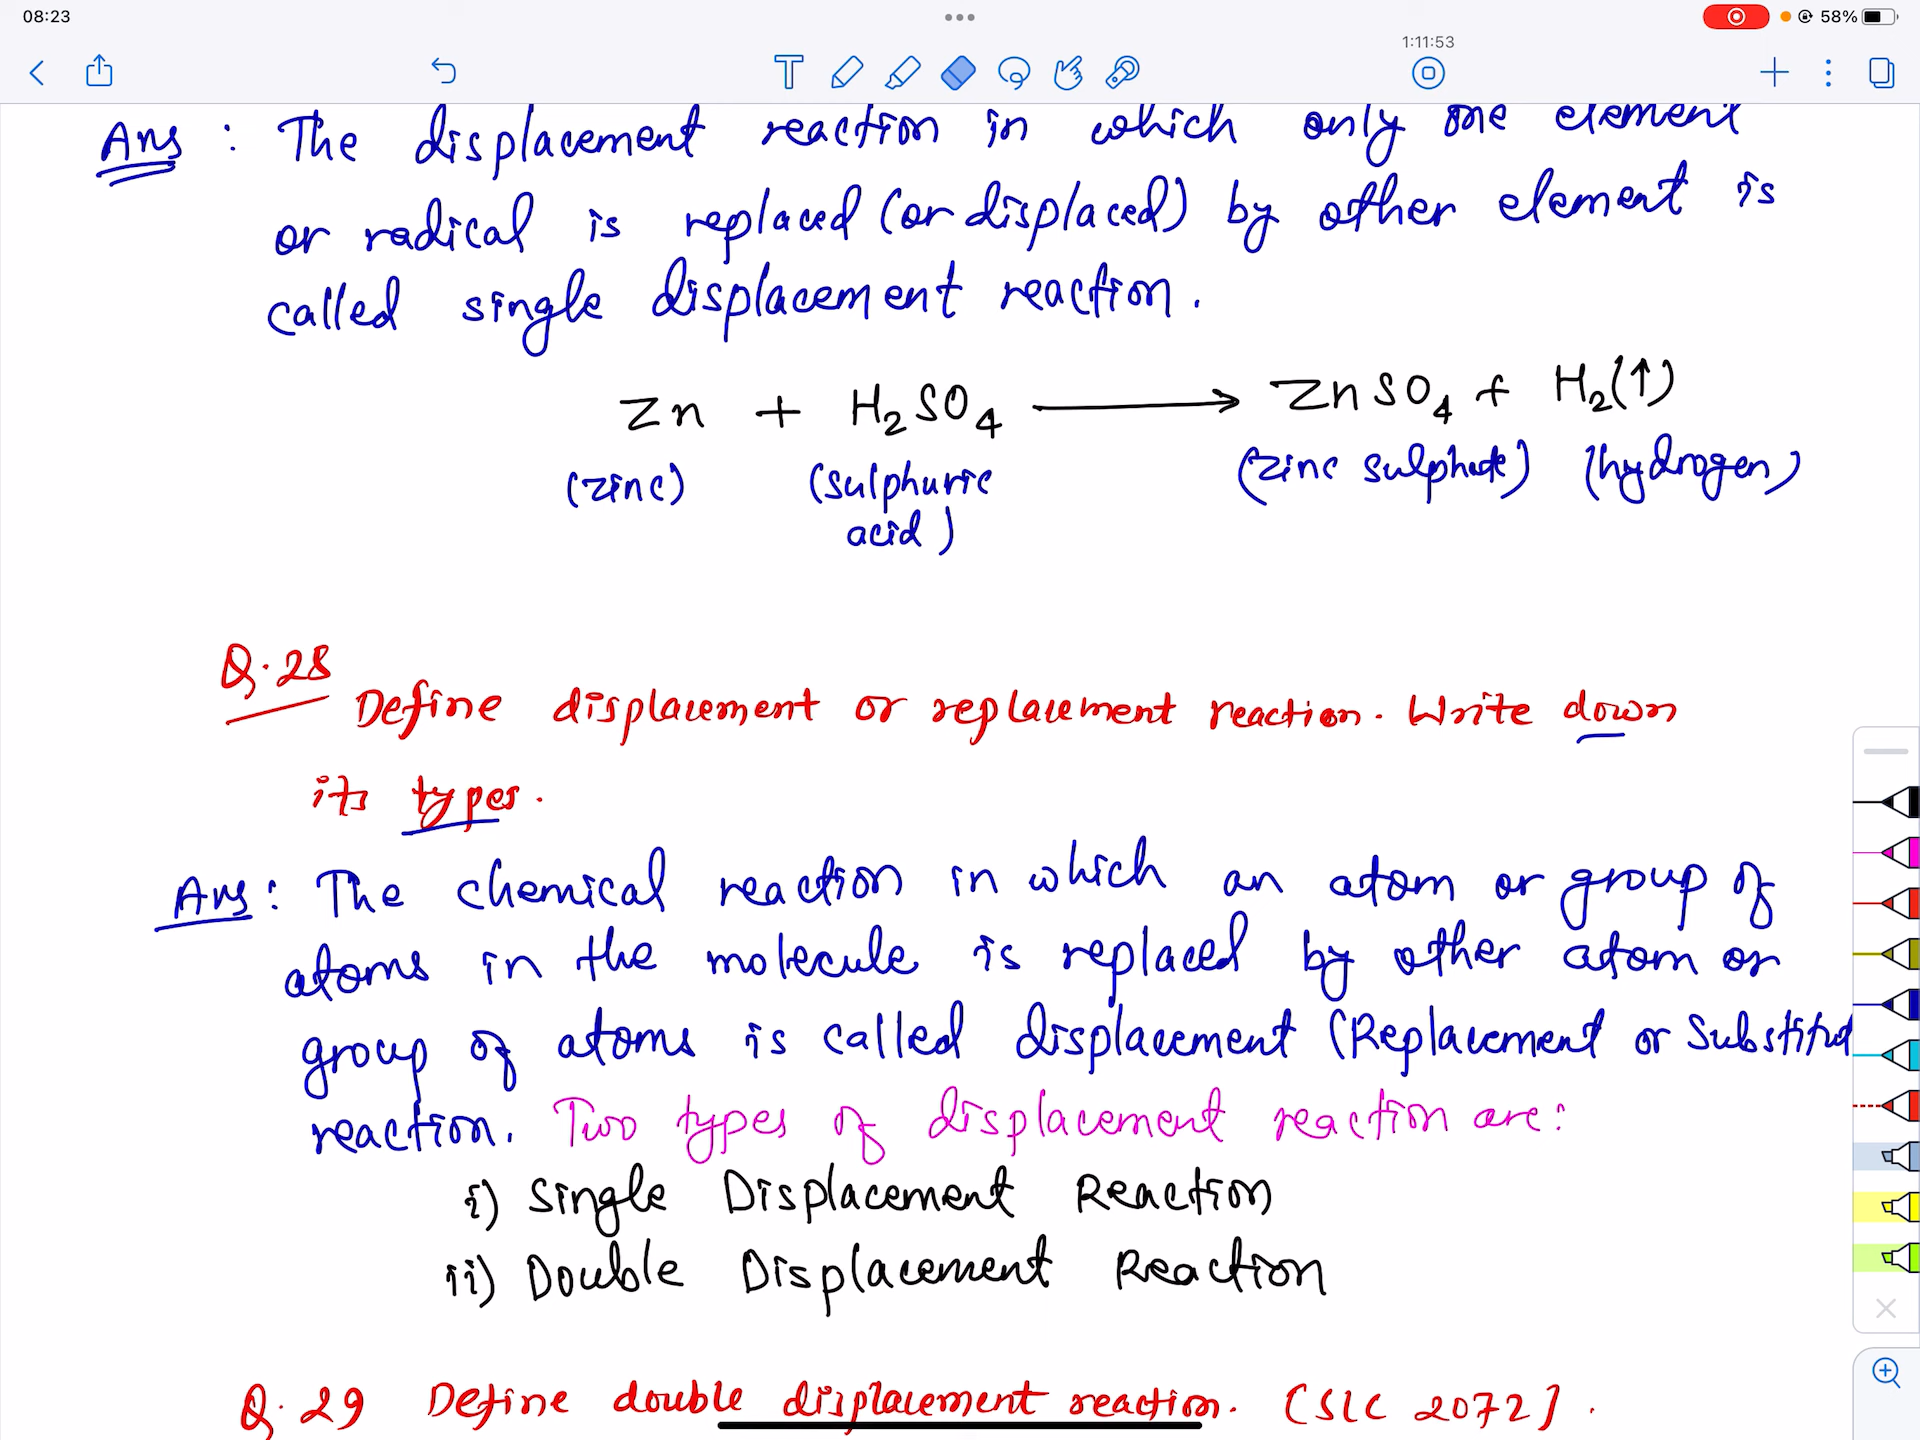 08:23
58%
1:11:53
Ans : The displacement reaction in which only one element
or radical is replaced (or displaced) by other element is
called single displacement reaction.
Zn + H₂SO₄ ⟶ ZnSO₄ + H₂(↑)
(zinc) (sulphuric acid) (zinc sulphate) (hydrogen)
Q.28
Define displacement or replacement reaction. Write down
its types.
Ans : The chemical reaction in which an atom or group of
atoms in the molecule is replaced by other atom or
group of atoms is called displacement (Replacement or Substitut
reaction. Two types of displacement reaction are:
i) Single Displacement Reaction
ii) Double Displacement Reaction
Q.29 Define double displacement reaction. [SLC 2072].